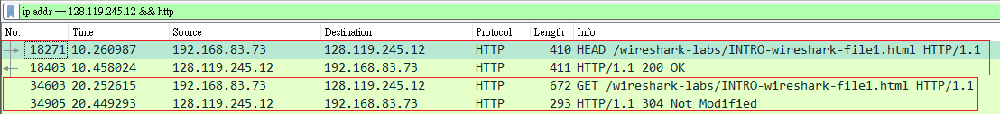 ip.addr == 128.119.245.12 && http
No. Time Source Destination Protocol Length Info
18271 10.260987 192.168.83.73 128.119.245.12 HTTP 410 HEAD /wireshark-labs/INTRO-wireshark-file1.html HTTP/1.1
18403 10.458024 128.119.245.12 192.168.83.73 HTTP 411 HTTP/1.1 200 OK
34603 20.252615 192.168.83.73 128.119.245.12 HTTP 672 GET /wireshark-labs/INTRO-wireshark-file1.html HTTP/1.1
34905 20.449293 128.119.245.12 192.168.83.73 HTTP 293 HTTP/1.1 304 Not Modified